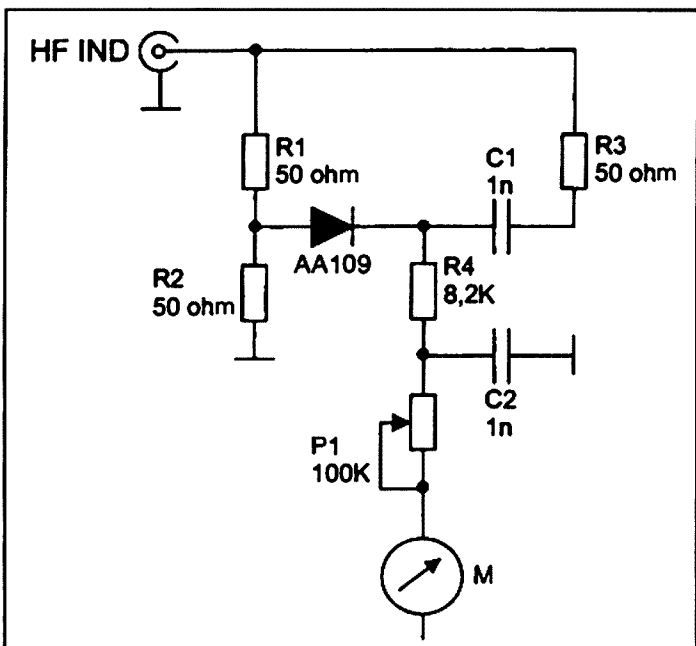 HF IND
R1
50 ohm
C1
1n
R3
50 ohm
AA109
R2
50 ohm
R4
8,2K
C2
1n
P1
100K
M